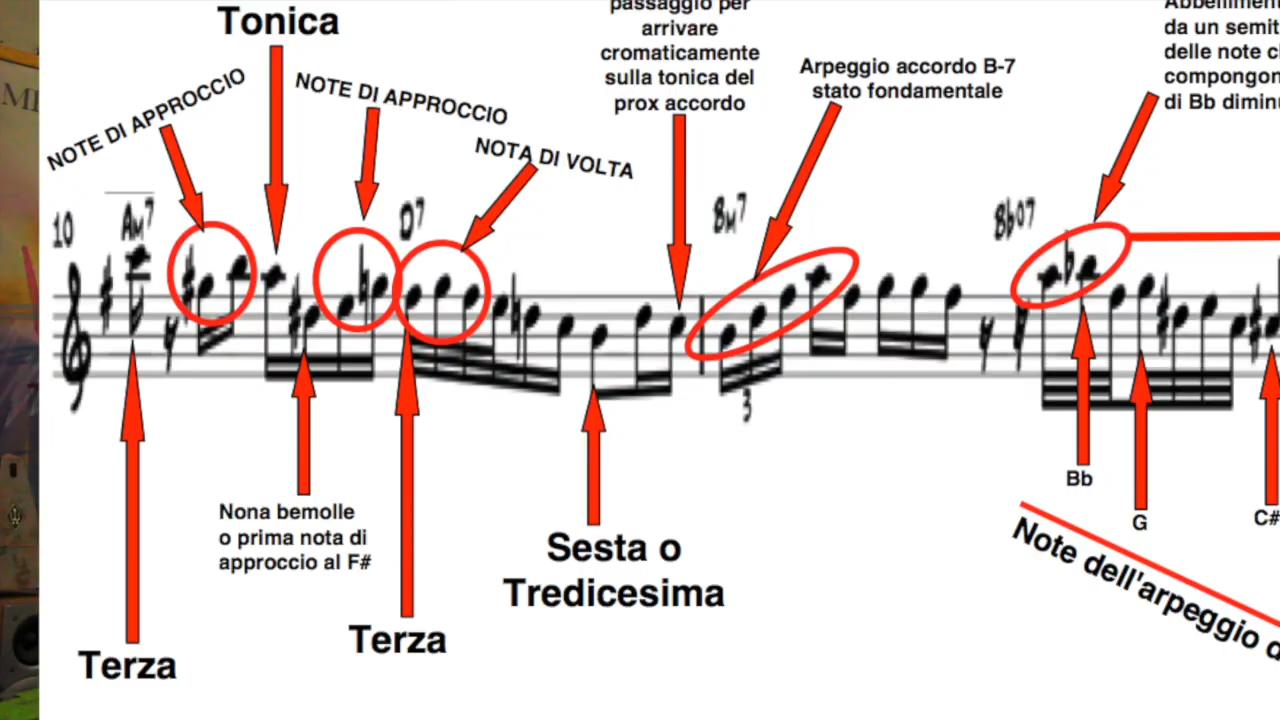 Tonica
NOTE DI APPROCCIO
NOTE DI APPROCCIO
NOTA DI VOLTA
passaggio per
arrivare
cromaticamente
sulla tonica del
prox accordo
Arpeggio accordo B-7
stato fondamentale
da un semit
delle note c
compongon
di Bb dimin
10
Am7
D7
Bm7
Bbo7
3
Nona bemolle
o prima nota di
approccio al F#
Sesta o
Tredicesima
Terza
Terza
Bb
G
C#
Note dell'arpeggio d